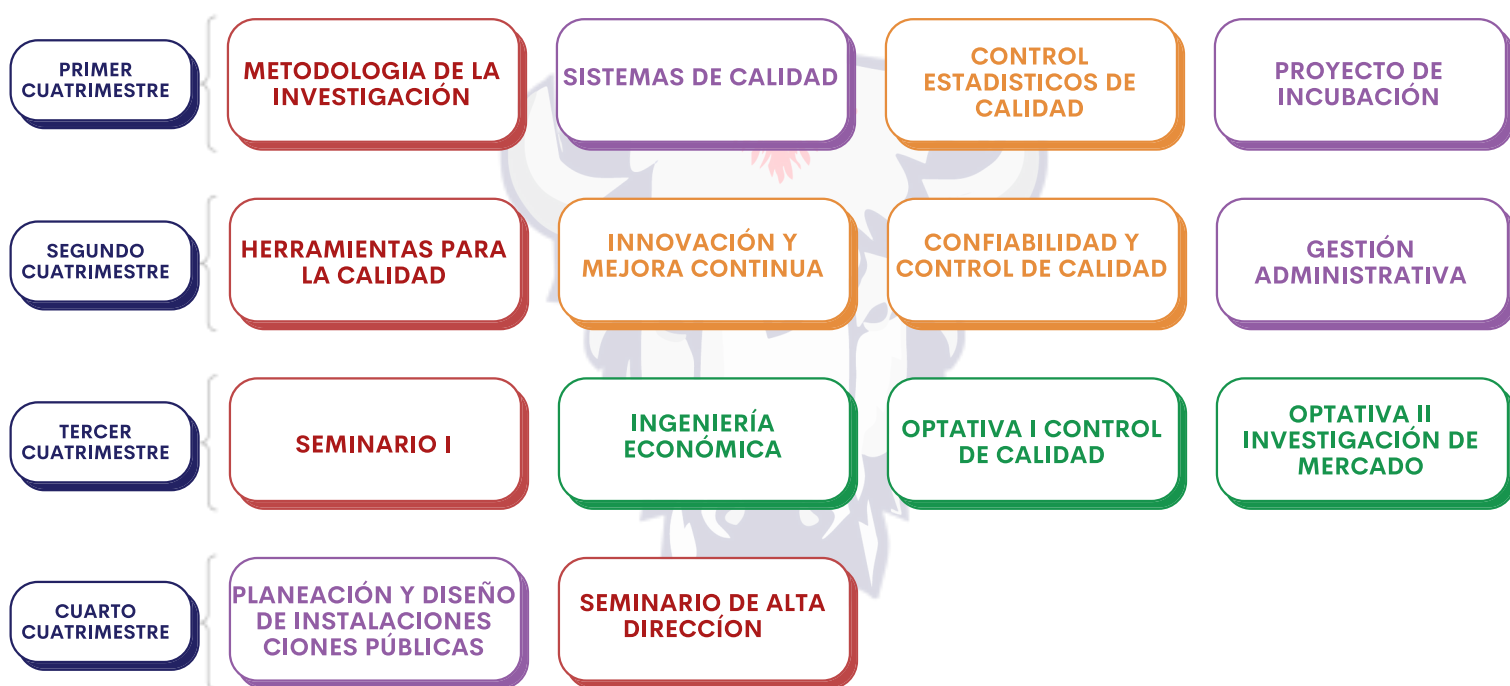 PRIMER
CUATRIMESTRE
METODOLOGIA DE LA
INVESTIGACIÓN
SISTEMAS DE CALIDAD
CONTROL
ESTADISTICOS DE
CALIDAD
PROYECTO DE
INCUBACIÓN
SEGUNDO
CUATRIMESTRE
HERRAMIENTAS PARA
LA CALIDAD
INNOVACIÓN Y
MEJORA CONTINUA
CONFIABILIDAD Y
CONTROL DE CALIDAD
GESTIÓN
ADMINISTRATIVA
TERCER
CUATRIMESTRE
SEMINARIO I
INGENIERÍA
ECONÓMICA
OPTATIVA I CONTROL
DE CALIDAD
OPTATIVA II
INVESTIGACIÓN DE
MERCADO
CUARTO
CUATRIMESTRE
PLANEACIÓN Y DISEÑO
DE INSTALACIONES
CIONES PÚBLICAS
SEMINARIO DE ALTA
DIRECCÍON